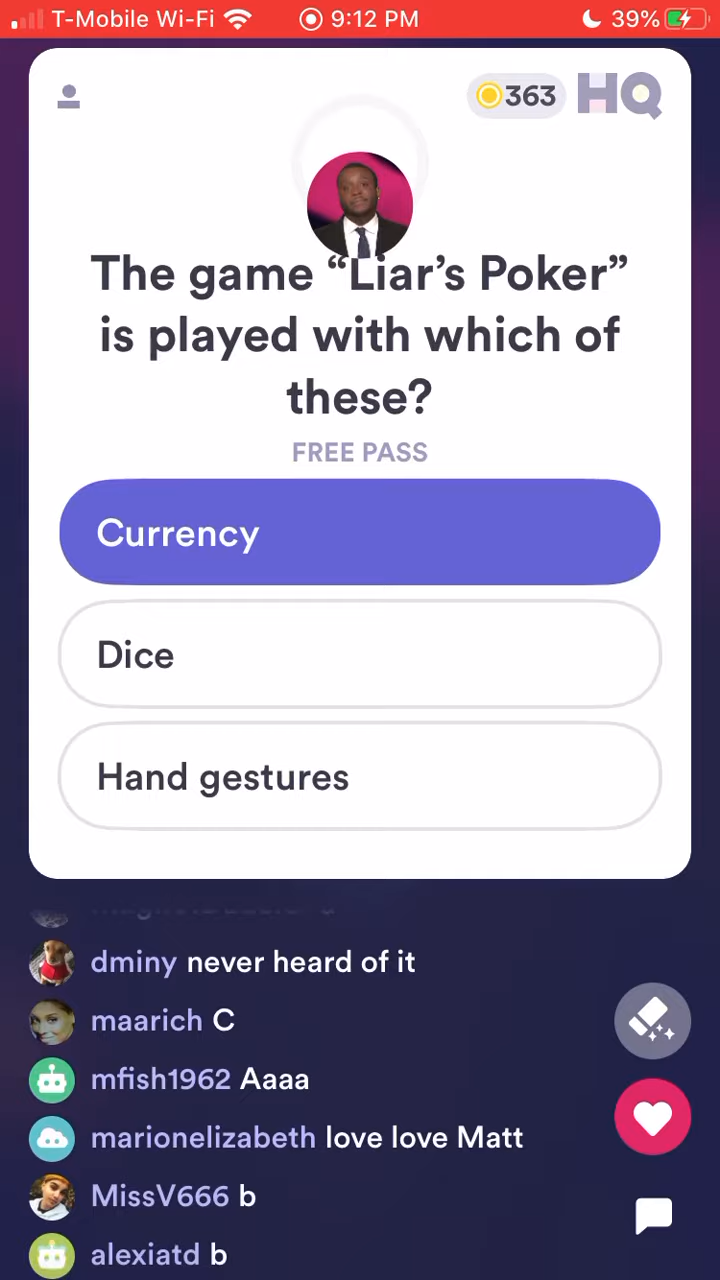 T-Mobile Wi-Fi 9:12 PM 39%
363 HQ
The game “Liar’s Poker”
is played with which of
these?
FREE PASS
Currency
Dice
Hand gestures
dminy never heard of it
maarich C
mfish1962 Aaaa
marionelizabeth love love Matt
MissV666 b
alexiatd b